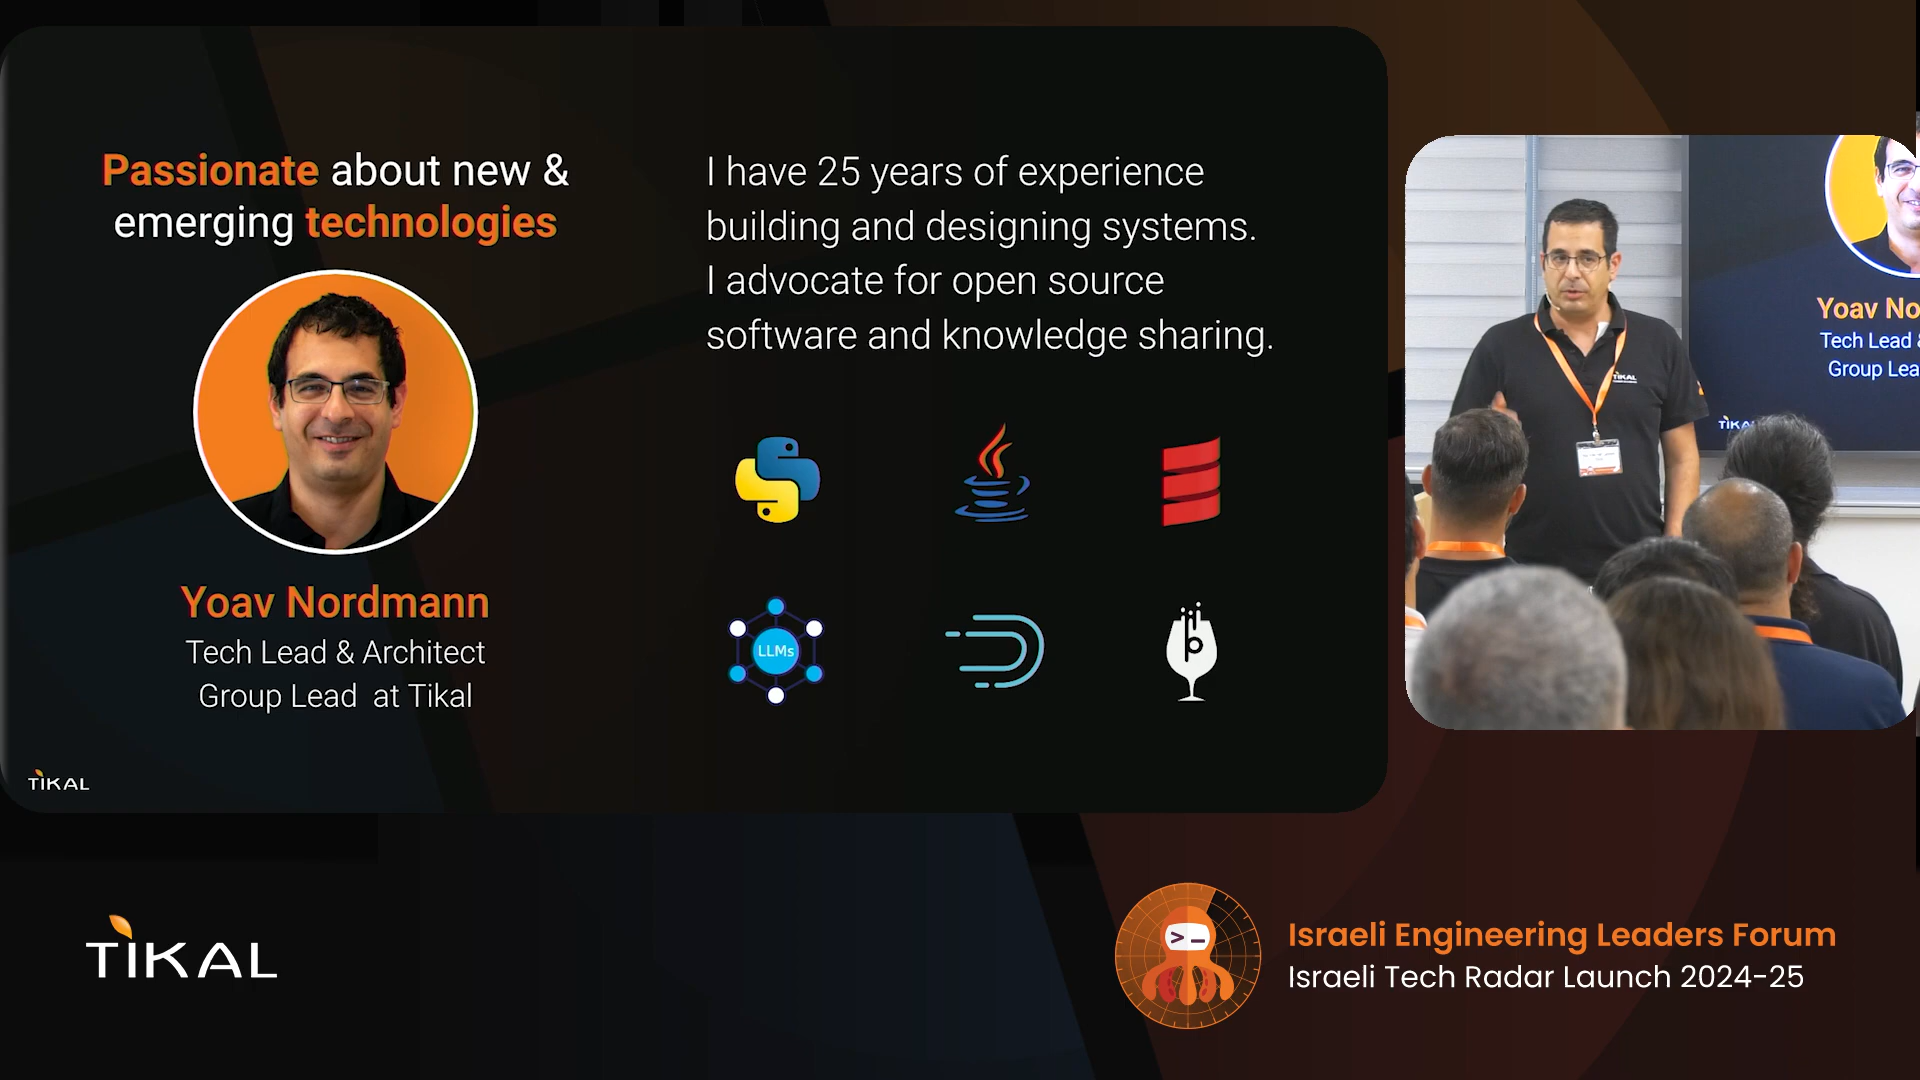 Passionate about new &
emerging technologies
Yoav Nordmann
Tech Lead & Architect
Group Lead at Tikal
TIKAL
I have 25 years of experience
building and designing systems.
I advocate for open source
software and knowledge sharing.
LLMs
p
Yoav No
Tech Lead &
Group Lea
TIKAL
TIKAL
TIKAL
>_
Israeli Engineering Leaders Forum
Israeli Tech Radar Launch 2024-25